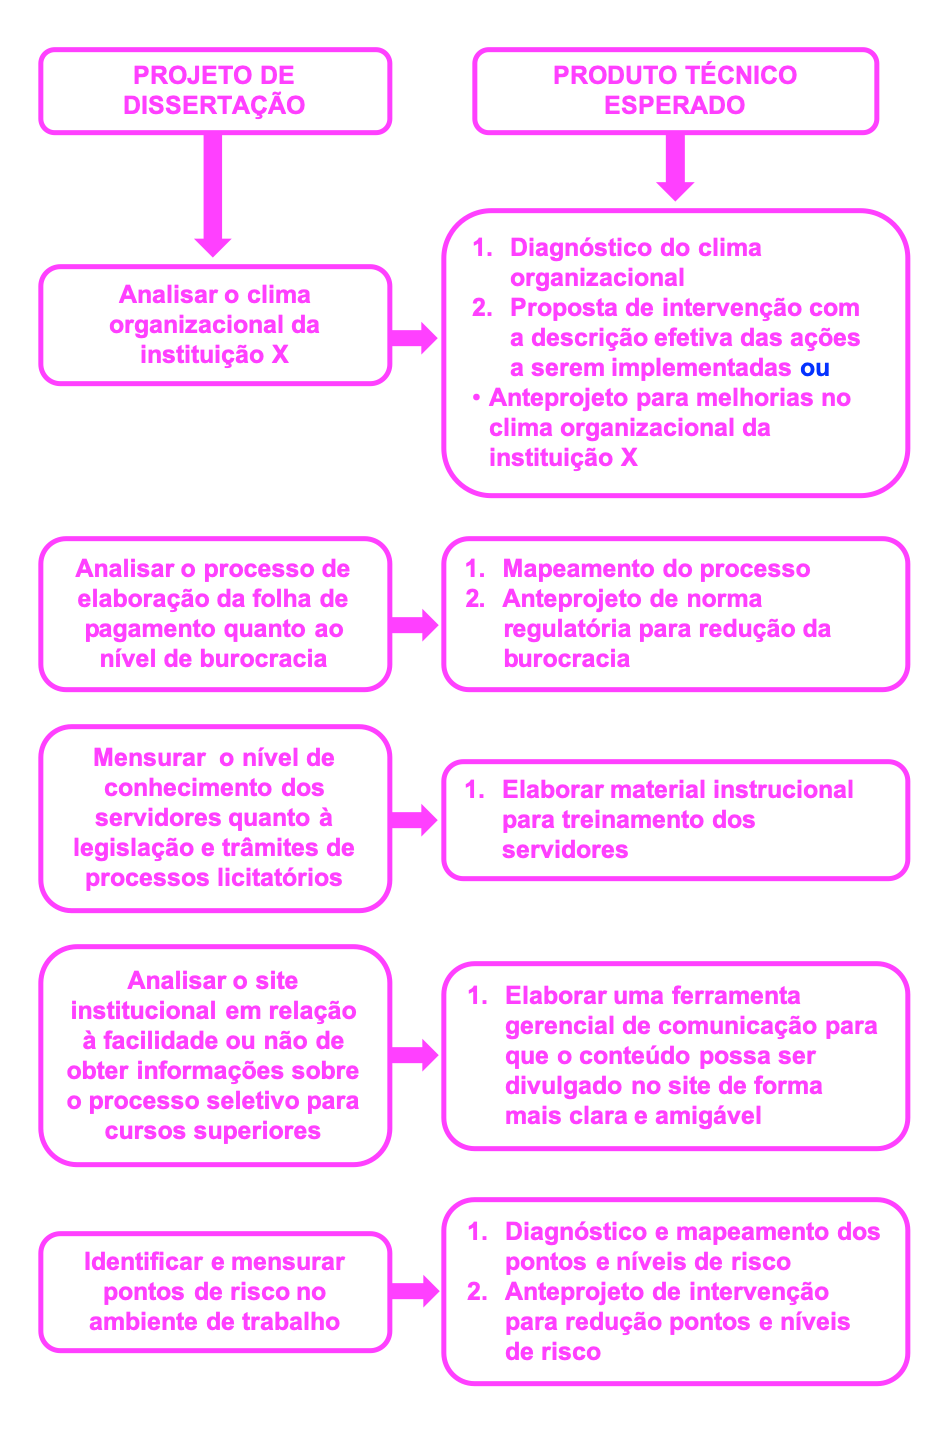 PROJETO DE
DISSERTAÇÃO
PRODUTO TÉCNICO
ESPERADO
Analisar o clima
organizacional da
instituição X
1. Diagnóstico do clima
organizacional
2. Proposta de intervenção com
a descrição efetiva das ações
a serem implementadas ou
• Anteprojeto para melhorias no
clima organizacional da
instituição X
Analisar o processo de
elaboração da folha de
pagamento quanto ao
nível de burocracia
1. Mapeamento do processo
2. Anteprojeto de norma
regulatória para redução da
burocracia
Mensurar o nível de
conhecimento dos
servidores quanto à
legislação e trâmites de
processos licitatórios
1. Elaborar material instrucional
para treinamento dos
servidores
Analisar o site
institucional em relação
à facilidade ou não de
obter informações sobre
o processo seletivo para
cursos superiores
1. Elaborar uma ferramenta
gerencial de comunicação para
que o conteúdo possa ser
divulgado no site de forma
mais clara e amigável
Identificar e mensurar
pontos de risco no
ambiente de trabalho
1. Diagnóstico e mapeamento dos
pontos e níveis de risco
2. Anteprojeto de intervenção
para redução pontos e níveis
de risco